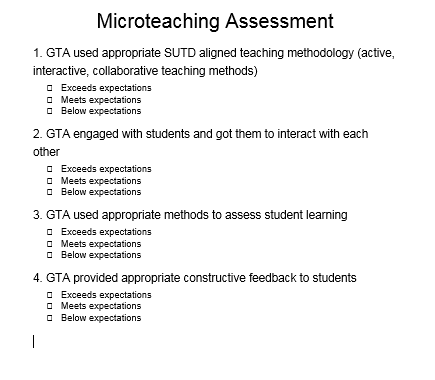 Microteaching Assessment
1. GTA used appropriate SUTD aligned teaching methodology (active,
interactive, collaborative teaching methods)
☐ Exceeds expectations
☐ Meets expectations
☐ Below expectations
2. GTA engaged with students and got them to interact with each
other
☐ Exceeds expectations
☐ Meets expectations
☐ Below expectations
3. GTA used appropriate methods to assess student learning
☐ Exceeds expectations
☐ Meets expectations
☐ Below expectations
4. GTA provided appropriate constructive feedback to students
☐ Exceeds expectations
☐ Meets expectations
☐ Below expectations